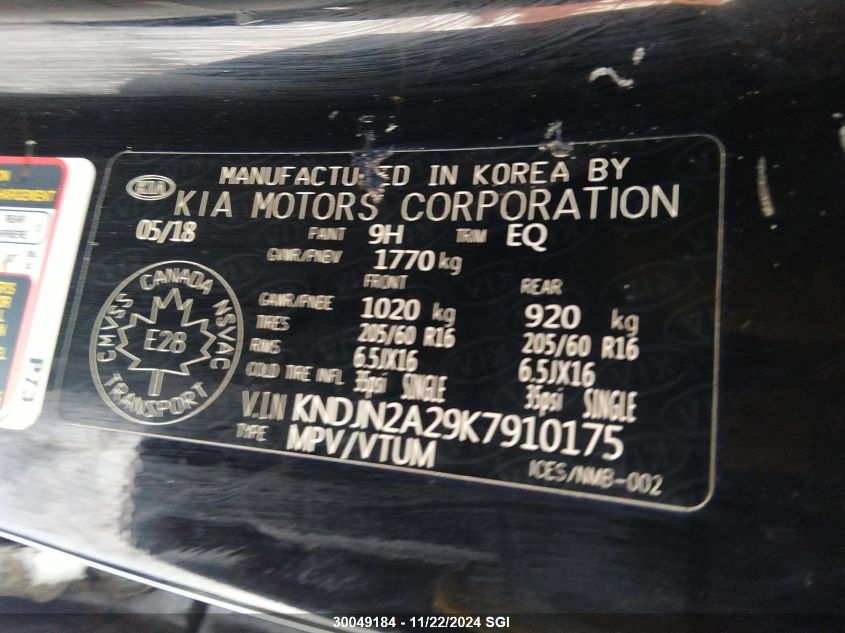 MANUFACTURED IN KOREA BY
KIA KIA MOTORS CORPORATION
05/18 PANT 9H TRIM EQ
GVWR/PNBV 1770 kg
FRONT REAR
GAWR/PNBE 1020 kg 920 kg
TIRES 205/60 R16 205/60 R16
RIMS 6.5JX16 6.5JX16
COLD TIRE INFL 35psi SINGLE 35psi SINGLE
V.I.N KNDJN2A29K7910175
TYPE MPV/VTUM
ICES/NMB-002
CANADA
CMVSS NSVAC
E28
TRANSPORT
REAR
P73
30049184 - 11/22/2024 SGI